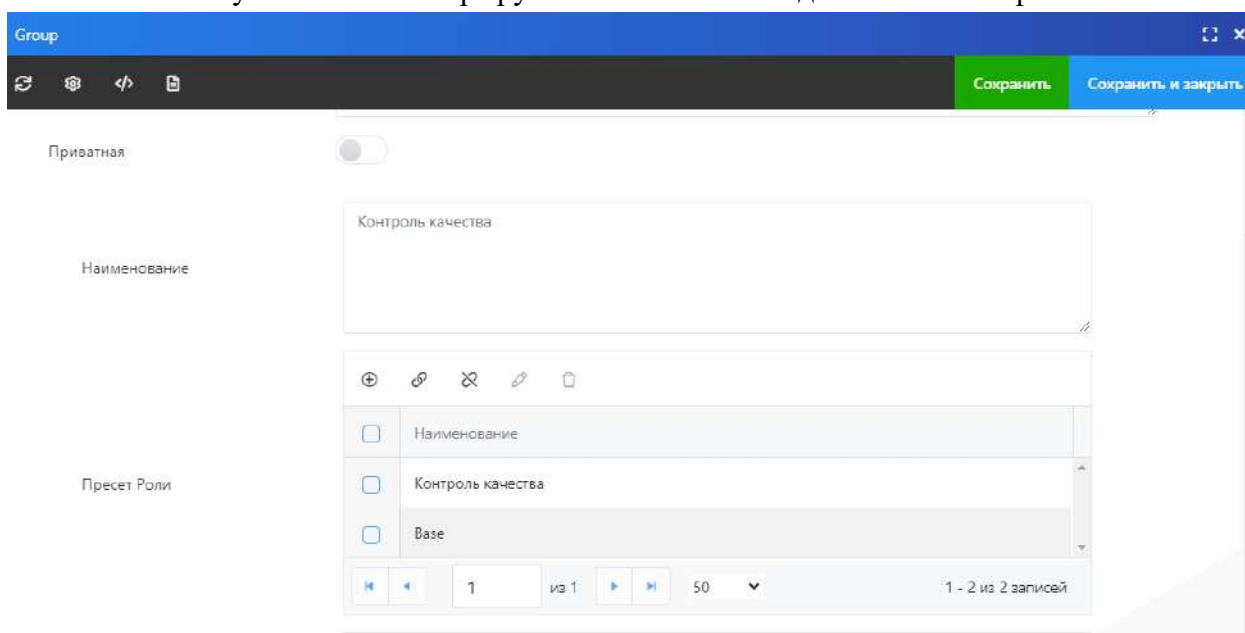 Group
Сохранить
Сохранить и закрыть
Приватная
Контроль качества
Наименование
Наименование
Пресет Роли
Контроль качества
Base
1 из 1 50 1 - 2 из 2 записей